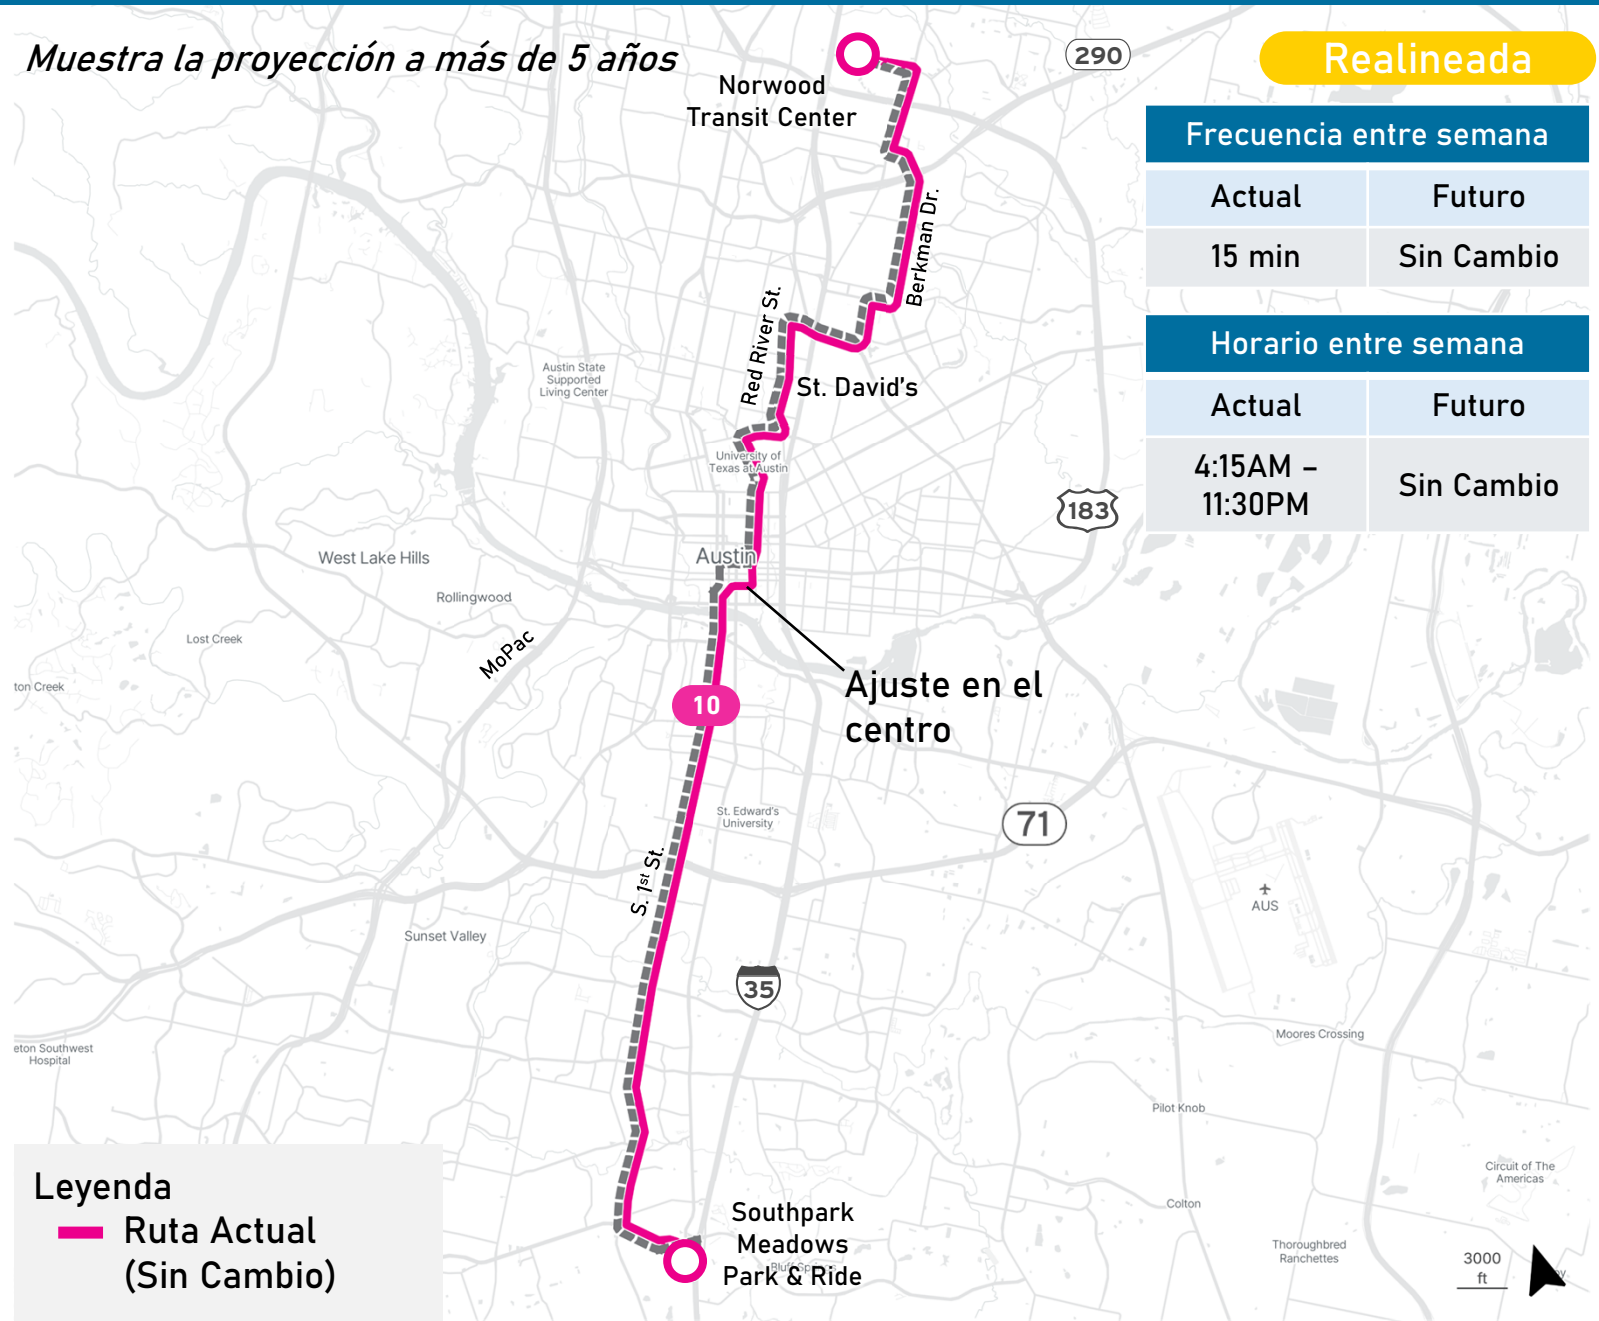 Muestra la proyección a más de 5 años
Norwood
Transit Center
290
Realineada
Frecuencia entre semana
Actual
Futuro
15 min
Sin Cambio
Horario entre semana
Actual
Futuro
4:15AM –
11:30PM
Sin Cambio
Berkman Dr.
Red River St.
St. David's
Austin State
Supported
Living Center
University of
Texas at Austin
183
Austin
West Lake Hills
Rollingwood
Lost Creek
MoPac
ton Creek
10
Ajuste en el
centro
St. Edward's
University
71
S. 1st St.
AUS
Sunset Valley
35
Moores Crossing
eton Southwest
Hospital
Pilot Knob
Circuit of The
Americas
Colton
Leyenda
Ruta Actual
(Sin Cambio)
Southpark
Meadows
Park & Ride
Thoroughbred
Ranchettes
3000
ft